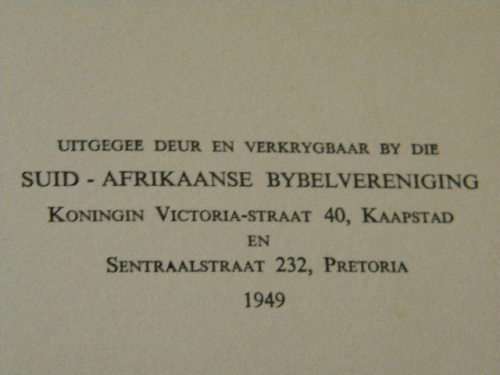 UITGEGEE DEUR EN VERKRYGBAAR BY DIE
SUID - AFRIKAANSE BYBELVERENIGING
KONINGIN VICTORIA-STRAAT 40, KAAPSTAD
EN
SENTRAALSTRAAT 232, PRETORIA
1949